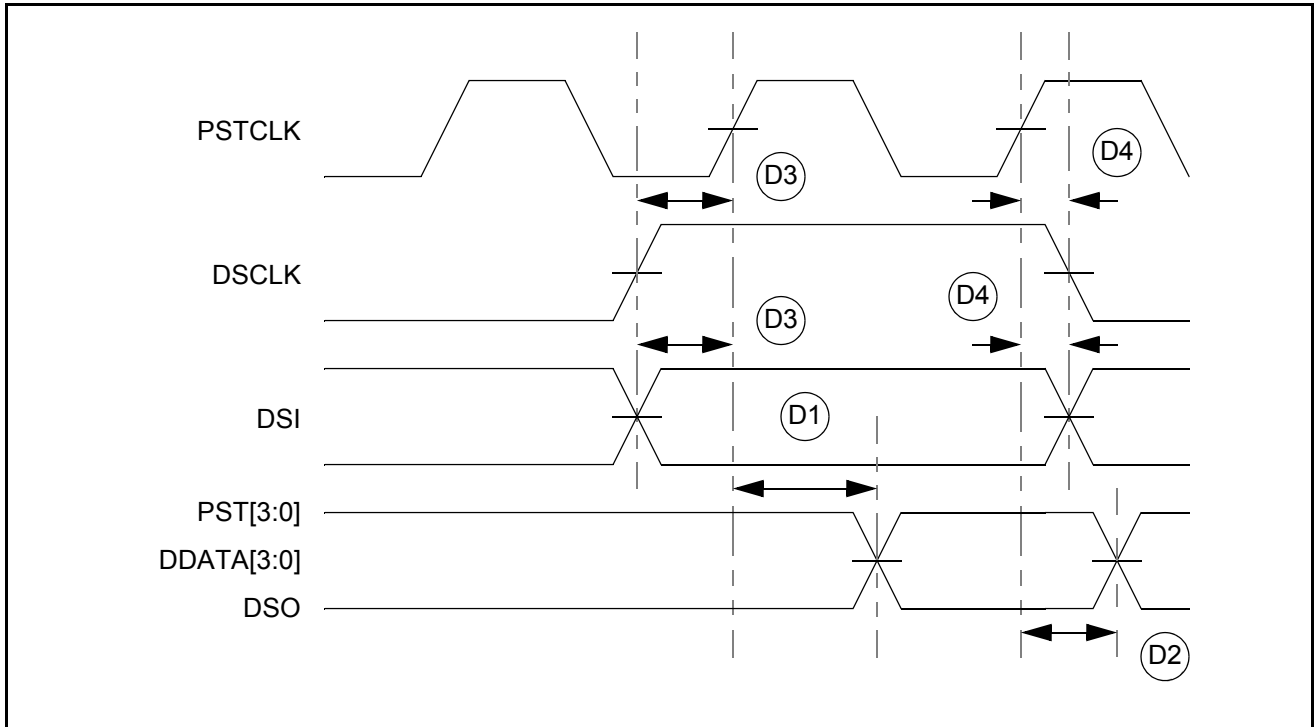 PSTCLK
D4
D3
DSCLK
D4
D3
DSI
D1
PST[3:0]
DDATA[3:0]
DSO
D2